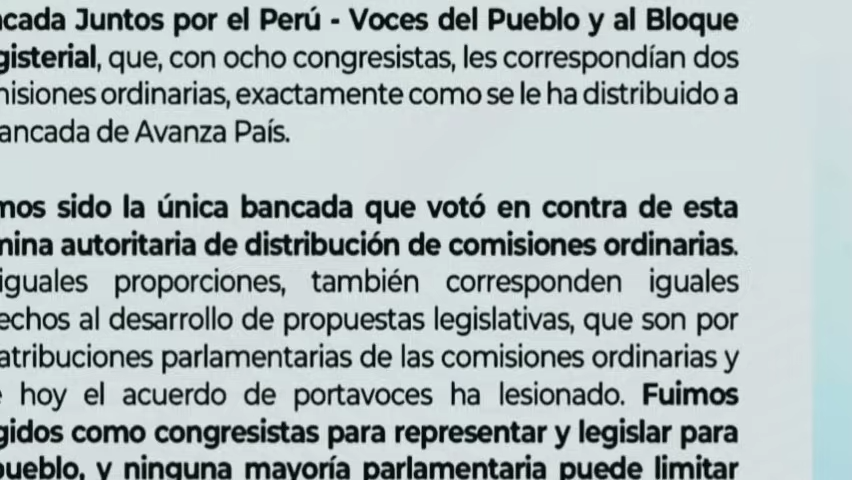 cada Juntos por el Perú - Voces del Pueblo y al Bloque
gisterial, que, con ocho congresistas, les correspondían dos
misiones ordinarias, exactamente como se le ha distribuido a
ancada de Avanza País.
mos sido la única bancada que votó en contra de esta
mina autoritaria de distribución de comisiones ordinarias.
iguales proporciones, también corresponden iguales
echos al desarrollo de propuestas legislativas, que son por
atribuciones parlamentarias de las comisiones ordinarias y
e hoy el acuerdo de portavoces ha lesionado. Fuimos
gidos como congresistas para representar y legislar para
pueblo, y ninguna mayoría parlamentaria puede limitar